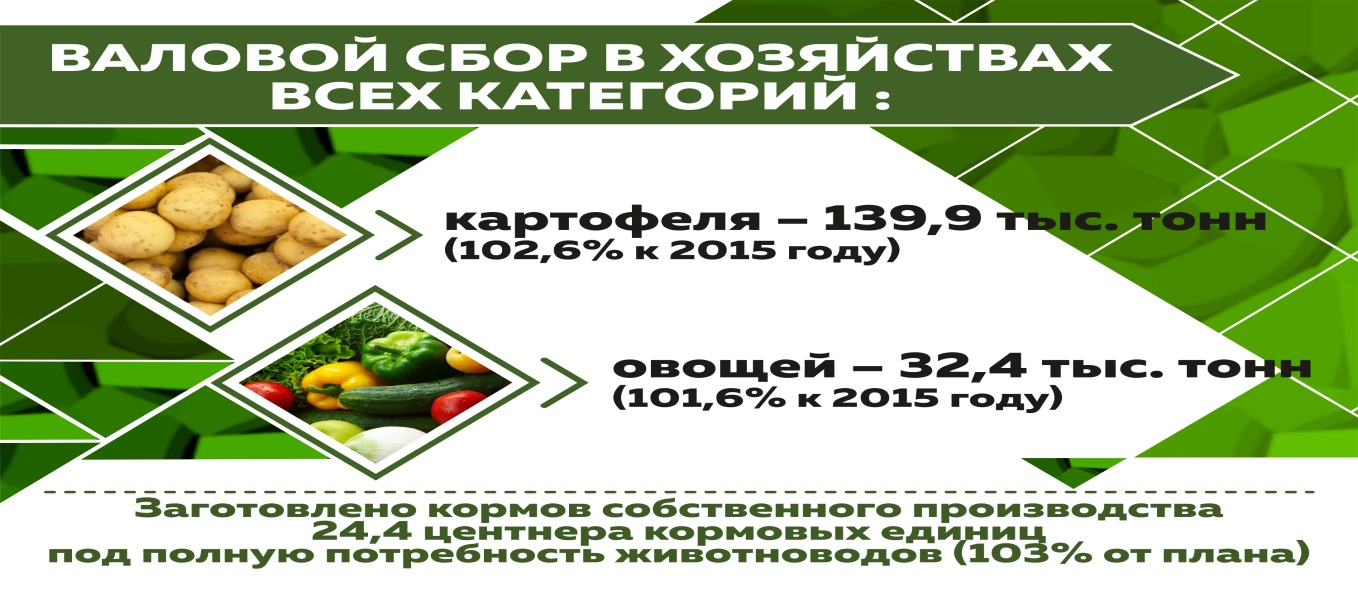 ВАЛОВОЙ СБОР В ХОЗЯЙСТВАХ
ВСЕХ КАТЕГОРИЙ :
картофеля – 139,9 тыс. тонн
(102,6% к 2015 году)
овощей – 32,4 тыс. тонн
(101,6% к 2015 году)
Заготовлено кормов собственного производства
24,4 центнера кормовых единиц
под полную потребность животноводов (103% от плана)